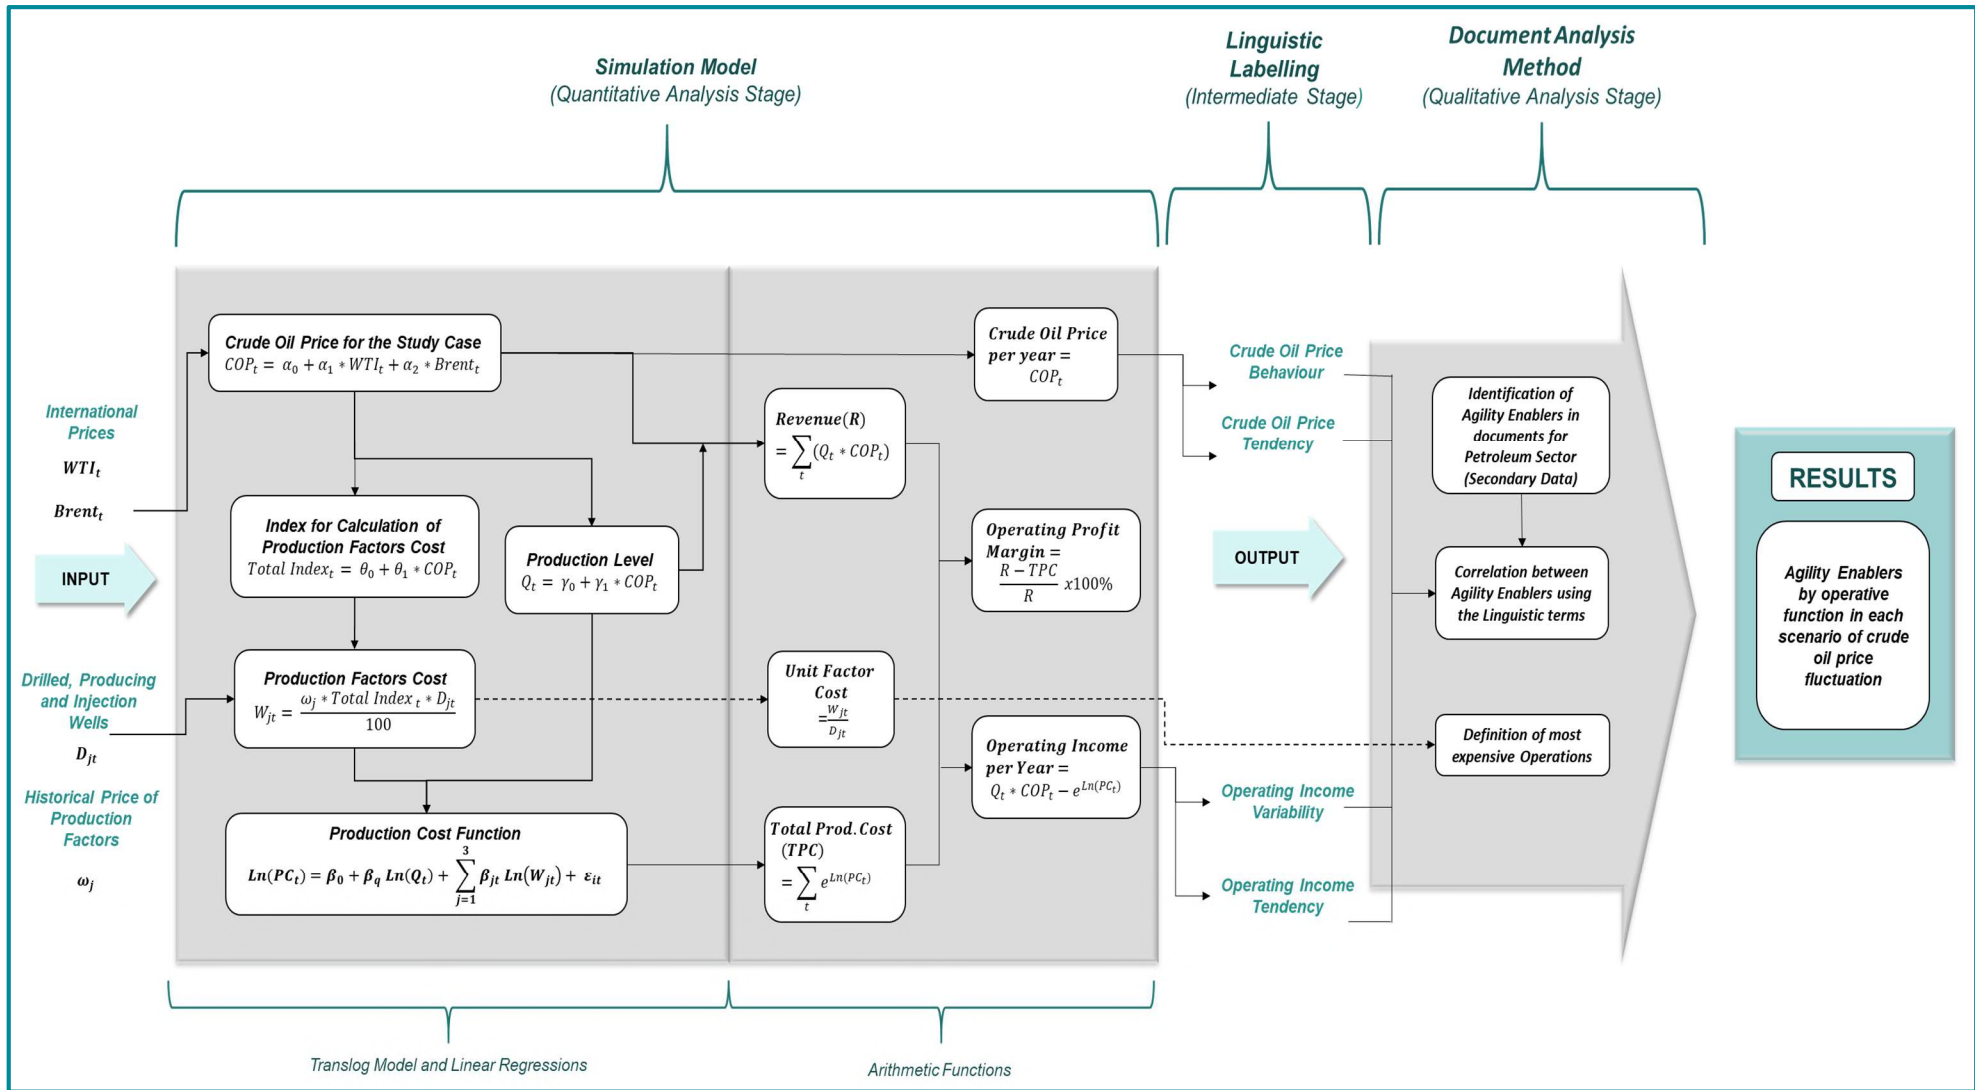 Simulation Model
(Quantitative Analysis Stage)
Linguistic
Labelling
(Intermediate Stage)
Document Analysis
Method
(Qualitative Analysis Stage)
International
Prices
WTI_t
Brent_t
INPUT
Drilled, Producing
and Injection
Wells
D_jt
Historical Price of
Production
Factors
ω_j
Crude Oil Price for the Study Case
COP_t = α_0 + α_1 * WTI_t + α_2 * Brent_t
Index for Calculation of
Production Factors Cost
Total Index_t = θ_0 + θ_1 * COP_t
Production Level
Q_t = γ_0 + γ_1 * COP_t
Production Factors Cost
W_jt = ω_j * Total Index_t * D_jt / 100
Production Cost Function
Ln(PC_t) = β_0 + β_q Ln(Q_t) + ∑_{j=1}^{3} β_jt Ln(W_jt) + ε_it
Translog Model and Linear Regressions
Revenue(R)
= ∑_t (Q_t * COP_t)
Unit Factor
Cost
= W_jt / D_jt
Total Prod. Cost
(TPC)
= ∑_t e^{Ln(PC_t)}
Crude Oil Price
per year =
COP_t
Operating Profit
Margin =
R − TPC / R x100%
Operating Income
per Year =
Q_t * COP_t − e^{Ln(PC_t)}
Arithmetic Functions
Crude Oil Price
Behaviour
Crude Oil Price
Tendency
OUTPUT
Operating Income
Variability
Operating Income
Tendency
Identification of
Agility Enablers in
documents for
Petroleum Sector
(Secondary Data)
Correlation between
Agility Enablers using
the Linguistic terms
Definition of most
expensive Operations
RESULTS
Agility Enablers
by operative
function in each
scenario of crude
oil price
fluctuation